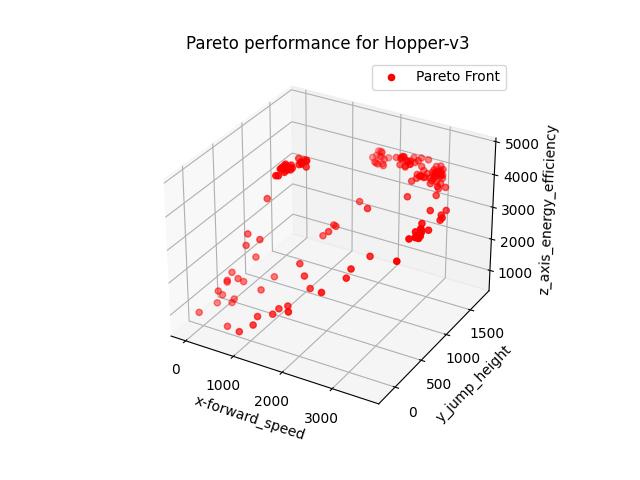 Pareto performance for Hopper-v3
Pareto Front
5000
4000
3000
2000
1000
z_axis_energy_efficiency
0
1000
2000
3000
x-forward_speed
0
500
1000
1500
y_jump_height